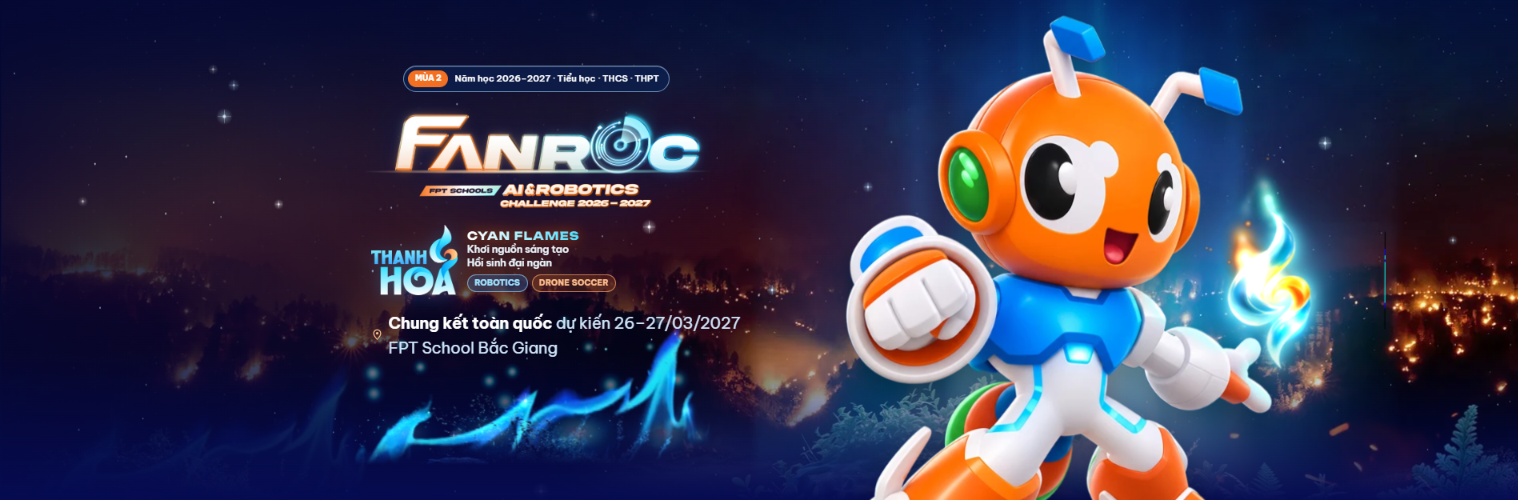 MÙA 2 Năm học 2026-2027 · Tiểu học · THCS · THPT
FANROC
FPT SCHOOLS AI & ROBOTICS
CHALLENGE 2026 - 2027
THANH HOÁ
CYAN FLAMES
Khơi nguồn sáng tạo
Hồi sinh đại ngàn
ROBOTICS DRONE SOCCER
Chung kết toàn quốc dự kiến 26-27/03/2027
FPT School Bắc Giang